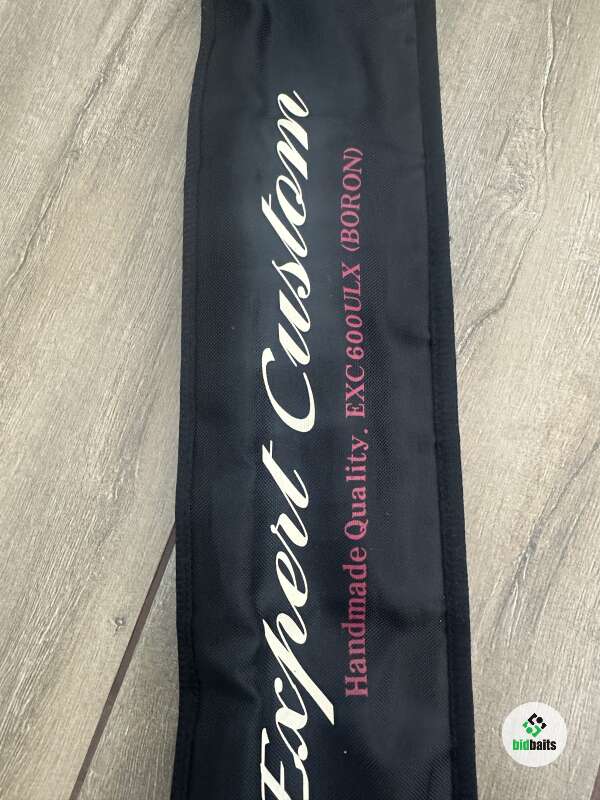 Expert Custom
Handmade Quality. EXC600ULX (BORON)
bidbaits